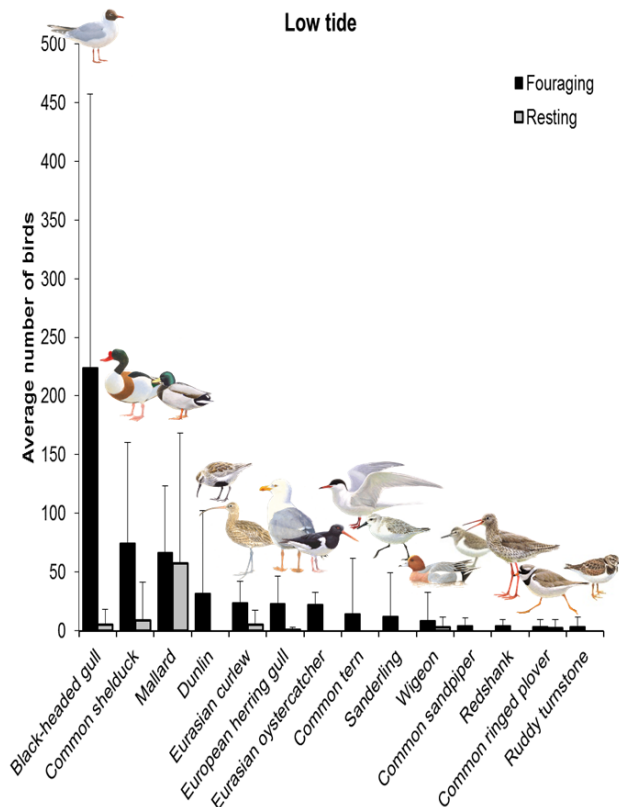 Low tide
500
450
400
350
300
250
200
150
100
50
0
Average number of birds
Fouraging
Resting
Black-headed gull
Common shelduck
Mallard
Dunlin
Eurasian curlew
European herring gull
Eurasian oystercatcher
Common tern
Sanderling
Wigeon
Common sandpiper
Redshank
Common ringed plover
Ruddy turnstone